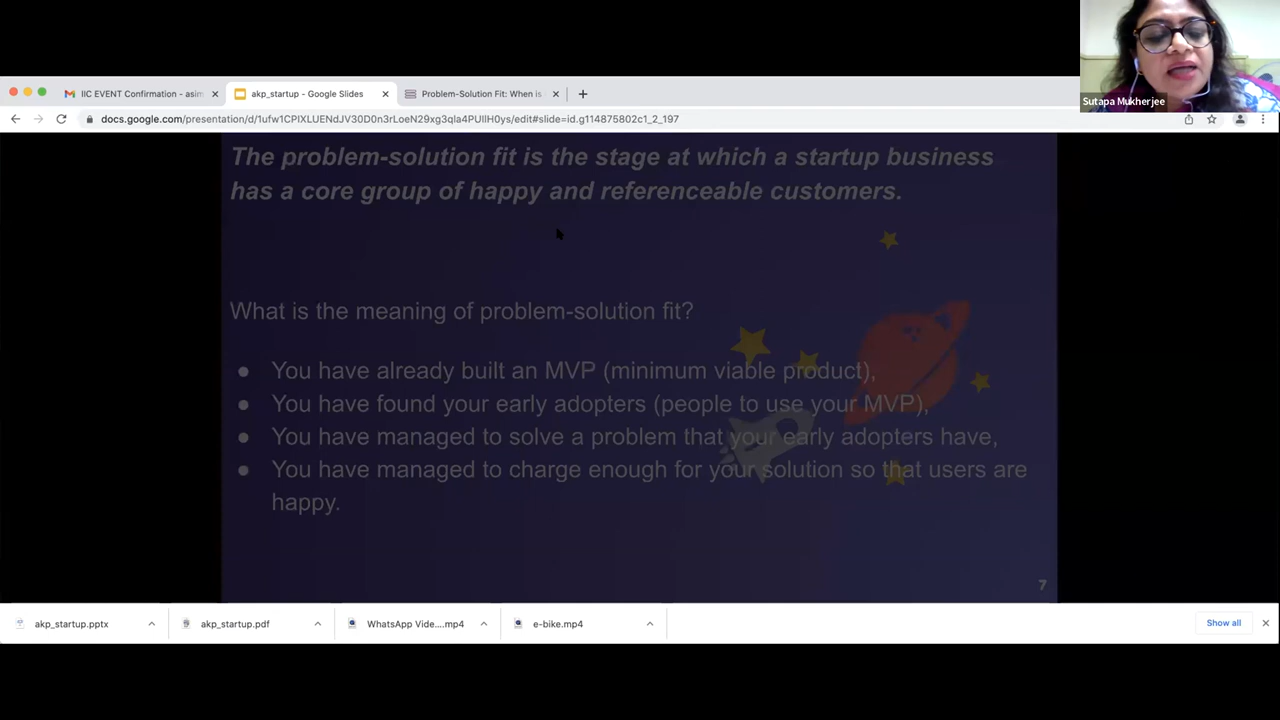 Sutapa Mukherjee
IIC EVENT Confirmation - asim
akp_startup - Google Slides
Problem-Solution Fit: When is
docs.google.com/presentation/d/1ufw1CPIXLUENdJV30D0n3rLoeN29xg3qla4PUIlH0ys/edit#slide=id.g114875802c1_2_197
The problem-solution fit is the stage at which a startup business
has a core group of happy and referenceable customers.
What is the meaning of problem-solution fit?
● You have already built an MVP (minimum viable product),
● You have found your early adopters (people to use your MVP),
● You have managed to solve a problem that your early adopters have,
● You have managed to charge enough for your solution so that users are
happy.
7
akp_startup.pptx
akp_startup.pdf
WhatsApp Vide....mp4
e-bike.mp4
Show all